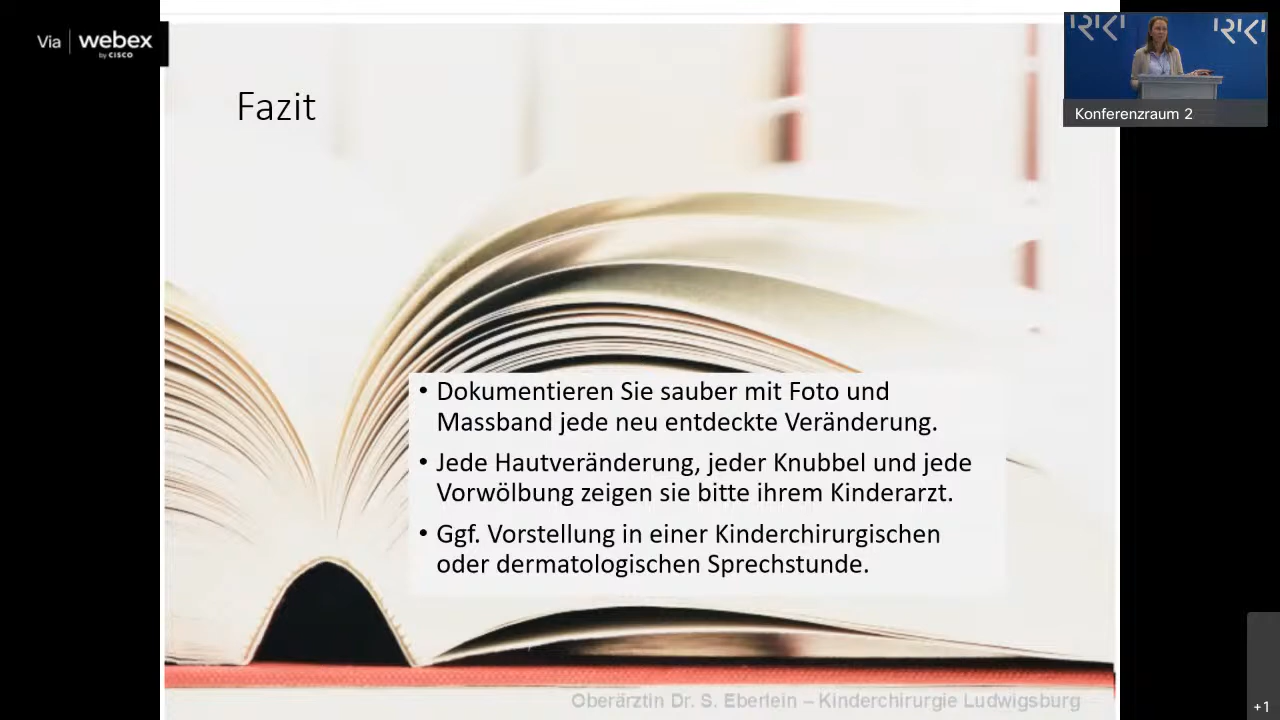 Via | webex
by CISCO
RKI
RKI
Konferenzraum 2
Fazit
• Dokumentieren Sie sauber mit Foto und
Massband jede neu entdeckte Veränderung.
• Jede Hautveränderung, jeder Knubbel und jede
Vorwölbung zeigen sie bitte ihrem Kinderarzt.
• Ggf. Vorstellung in einer Kinderchirurgischen
oder dermatologischen Sprechstunde.
Oberärztin Dr. S. Eberlein – Kinderchirurgie Ludwigsburg
+1